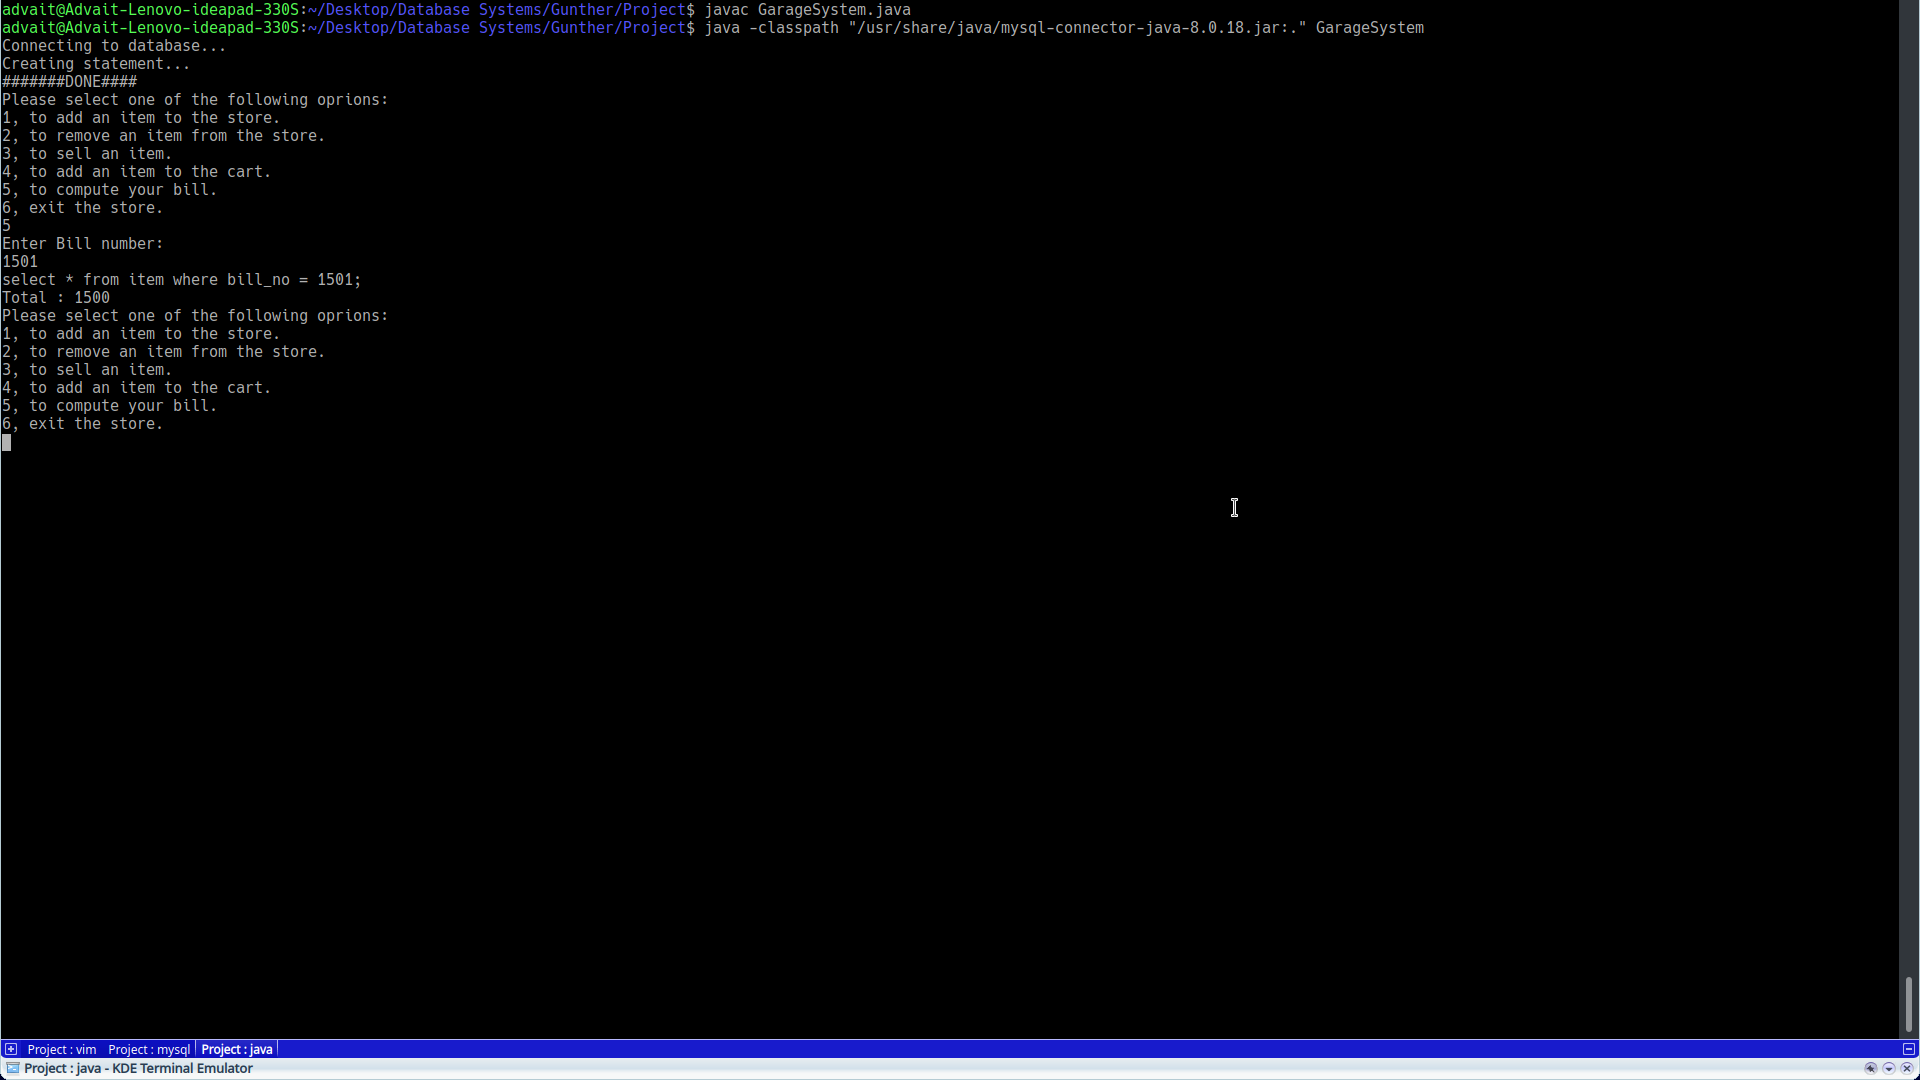 advait@Advait-Lenovo-ideapad-330S:~/Desktop/Database Systems/Gunther/Project$ javac GarageSystem.java
advait@Advait-Lenovo-ideapad-330S:~/Desktop/Database Systems/Gunther/Project$ java -classpath "/usr/share/java/mysql-connector-java-8.0.18.jar:." GarageSystem
Connecting to database...
Creating statement...
#######DONE####
Please select one of the following oprions:
1, to add an item to the store.
2, to remove an item from the store.
3, to sell an item.
4, to add an item to the cart.
5, to compute your bill.
6, exit the store.
5
Enter Bill number:
1501
select * from item where bill_no = 1501;
Total : 1500
Please select one of the following oprions:
1, to add an item to the store.
2, to remove an item from the store.
3, to sell an item.
4, to add an item to the cart.
5, to compute your bill.
6, exit the store.
Project : vim Project : mysql Project : java
Project : java - KDE Terminal Emulator